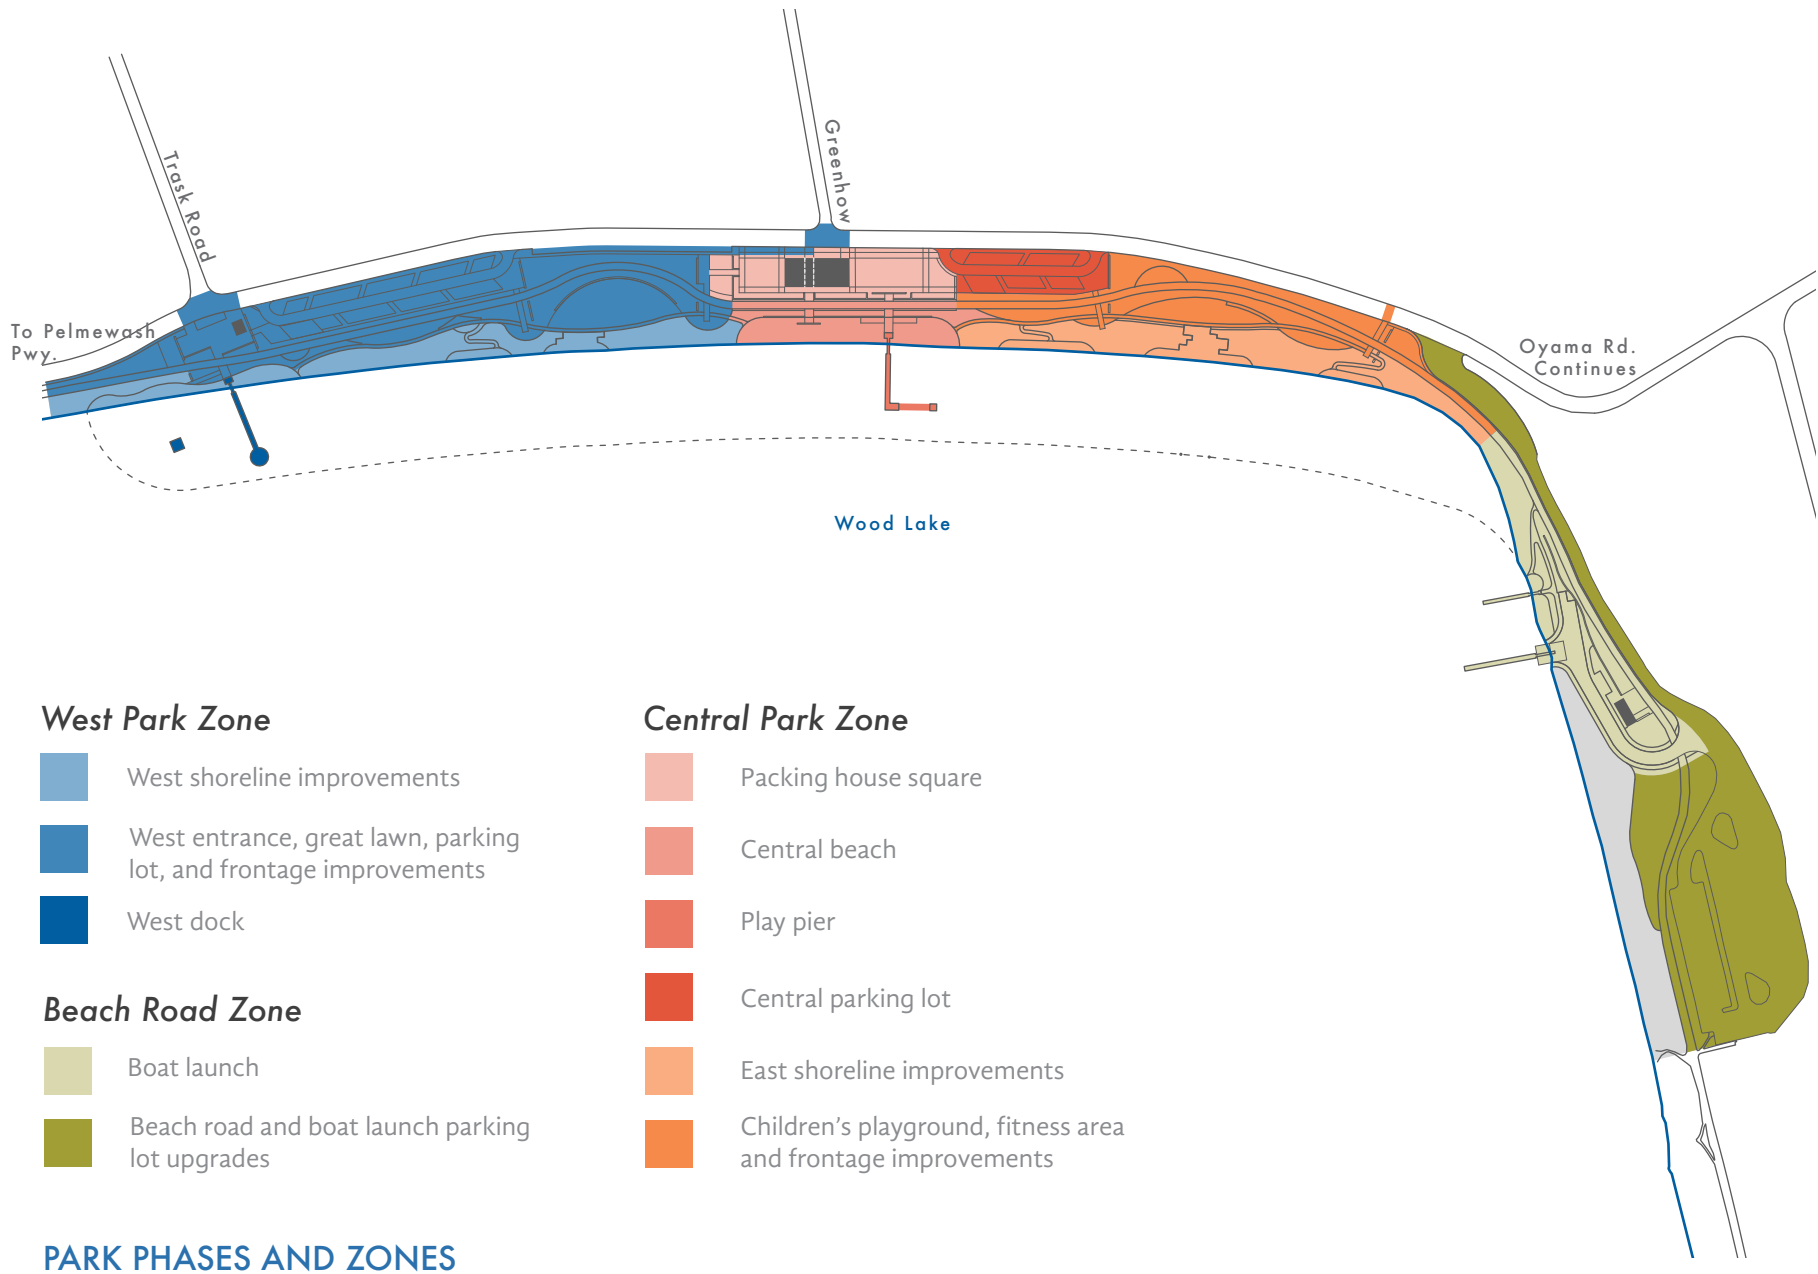 Trask Road
Greenhow
To Pelmewash
Pwy.
Oyama Rd.
Continues
Wood Lake
West Park Zone
West shoreline improvements
West entrance, great lawn, parking
lot, and frontage improvements
West dock
Beach Road Zone
Boat launch
Beach road and boat launch parking
lot upgrades
Central Park Zone
Packing house square
Central beach
Play pier
Central parking lot
East shoreline improvements
Children’s playground, fitness area
and frontage improvements
PARK PHASES AND ZONES